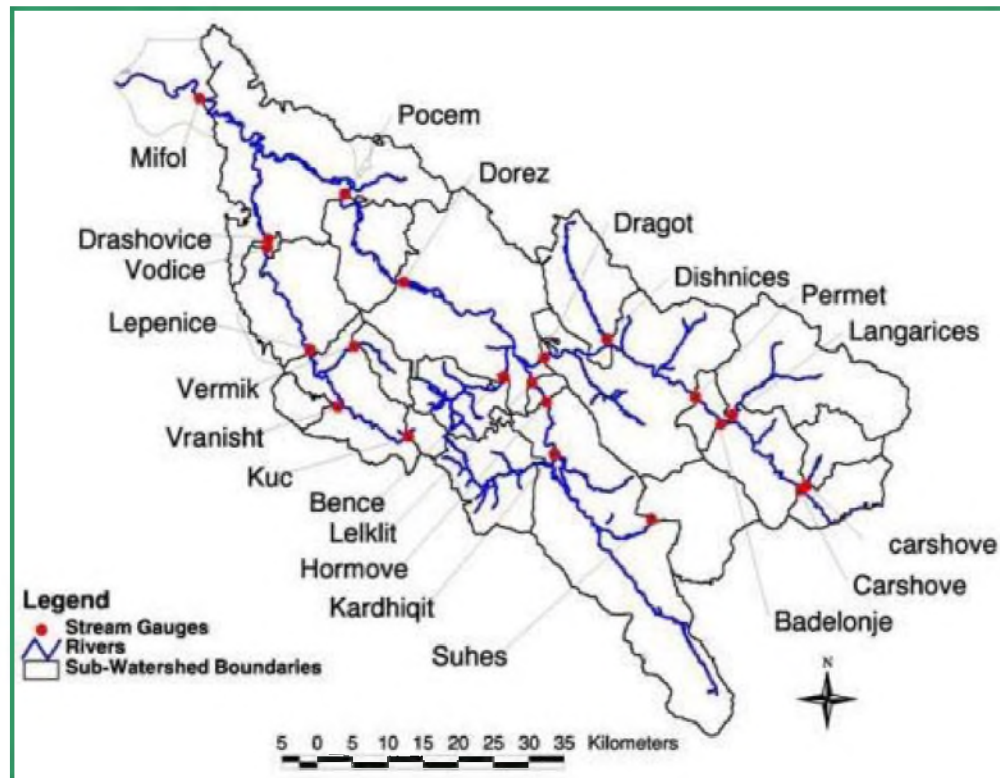 Pocem
Mifol
Dorez
Dragot
Drashovice
Vodice
Dishnices
Permet
Lepenice
Langarices
Vermik
Vranisht
Kuc
Bence
Lelklit
Hormove
Kardhiqit
carshove
Carshove
Badelonje
Suhes
Legend
Stream Gauges
Rivers
Sub-Watershed Boundaries
N
5 0 5 10 15 20 25 30 35 Kilometers